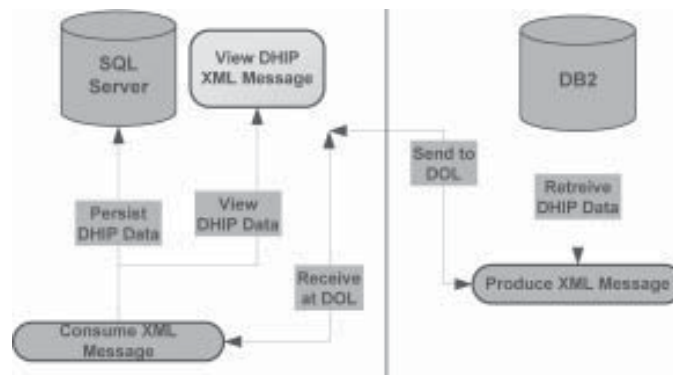 SQL
Server
View DHIP
XML Message
DB2
Send to
DOL
Retreive
DHIP Data
Persist
DHIP Data
View
DHIP Data
Receive
at DOL
Produce XML Message
Consume XML
Message